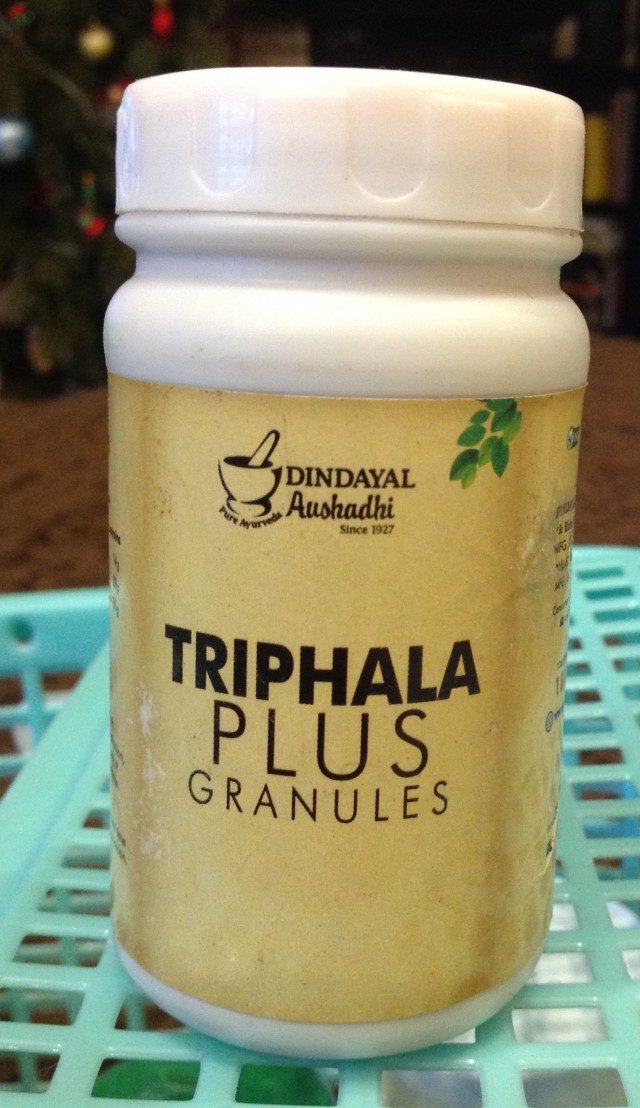 DINDAYAL
Aushadhi
Pure Ayurveda
Since 1927
TRIPHALA
PLUS
GRANULES